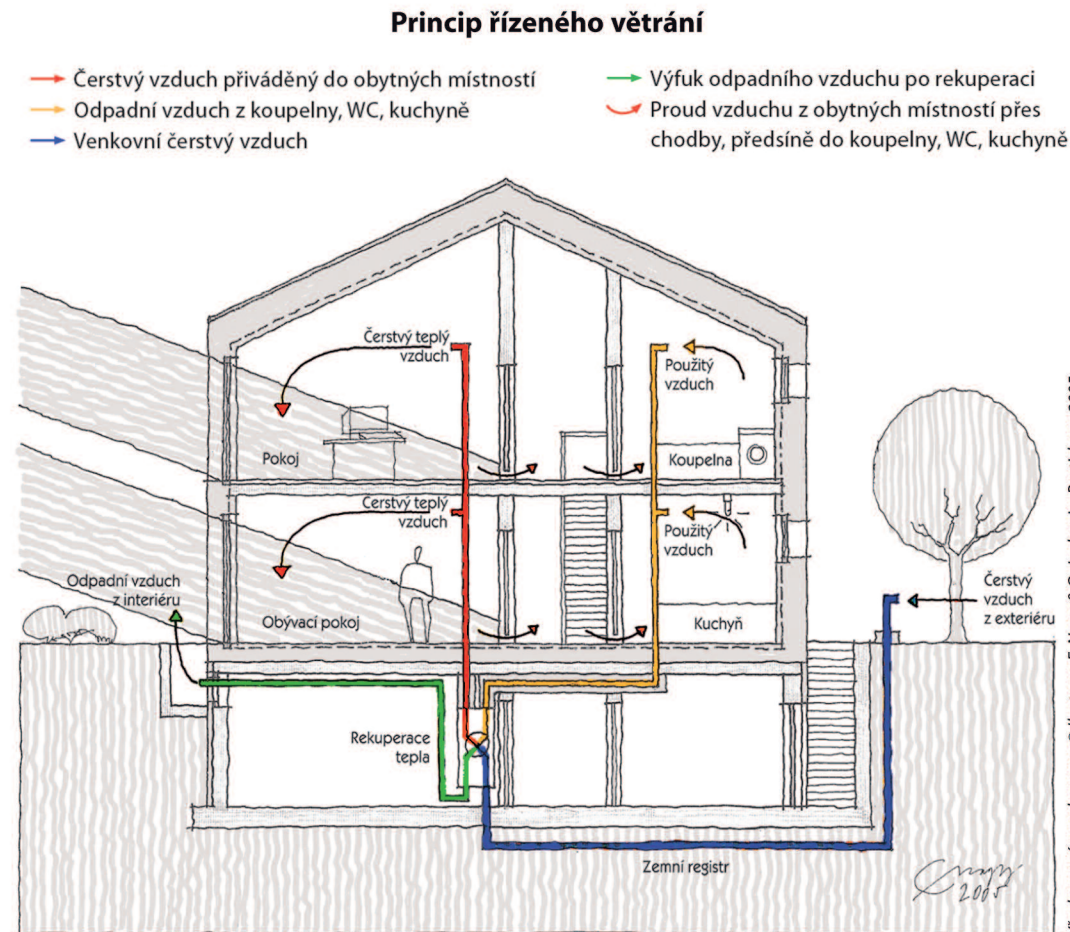 Princip řízeného větrání
Čerstvý vzduch přiváděný do obytných místností
Odpadní vzduch z koupelny, WC, kuchyně
Venkovní čerstvý vzduch
Výfuk odpadního vzduchu po rekuperaci
Proud vzduchu z obytných místností přes
chodby, předsíně do koupelny, WC, kuchyně
Čerstvý teplý
vzduch
Použitý
vzduch
Pokoj
Koupelna
Čerstvý teplý
vzduch
Použitý
vzduch
Odpadní vzduch
z interiéru
Obývací pokoj
Kuchyň
Čerstvý
vzduch
z exteriéru
Rekuperace
tepla
Zemní registr
2005